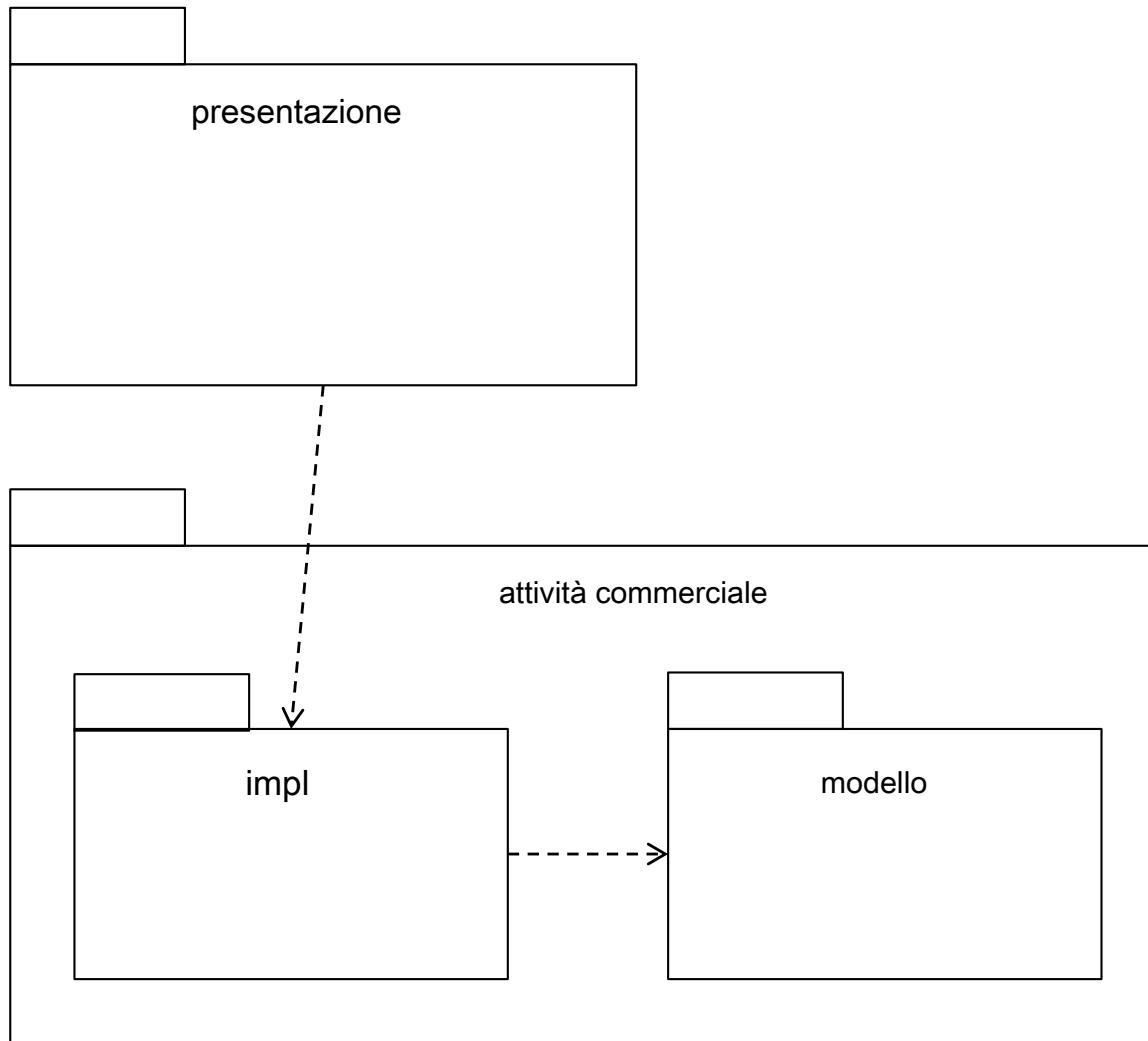 presentazione
attività commerciale
impl
modello